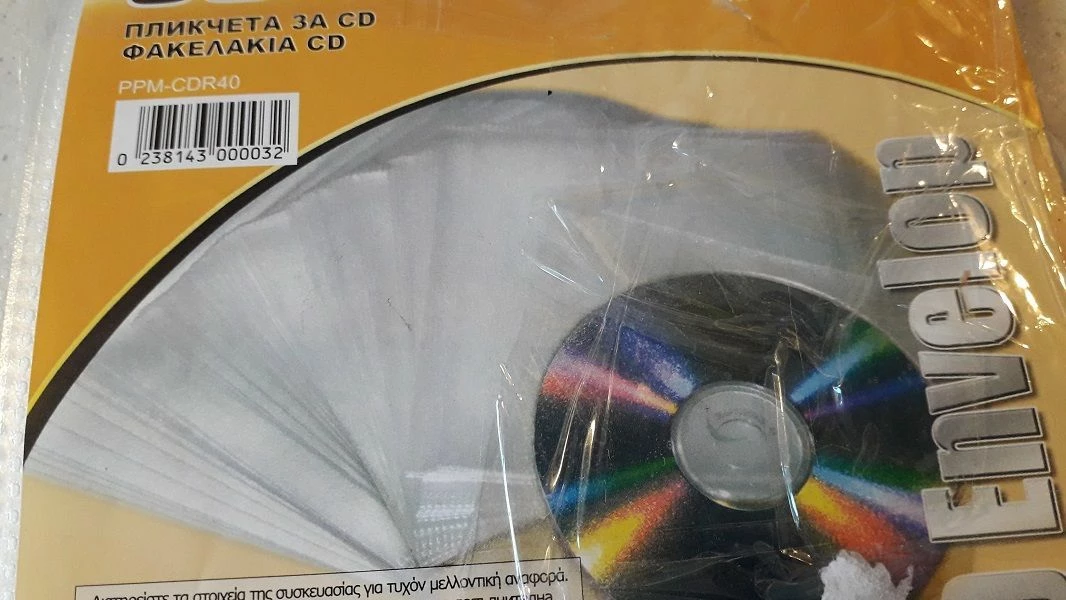 ПЛИКЧЕТА ЗА CD
ΦΑΚΕΛΑΚΙΑ CD
PPM-CDR40
0 238143 000032
Envelop
Διατηρείστε τα στοιχεία της συσκευασίας για τυχόν μελλοντική αναφορά.